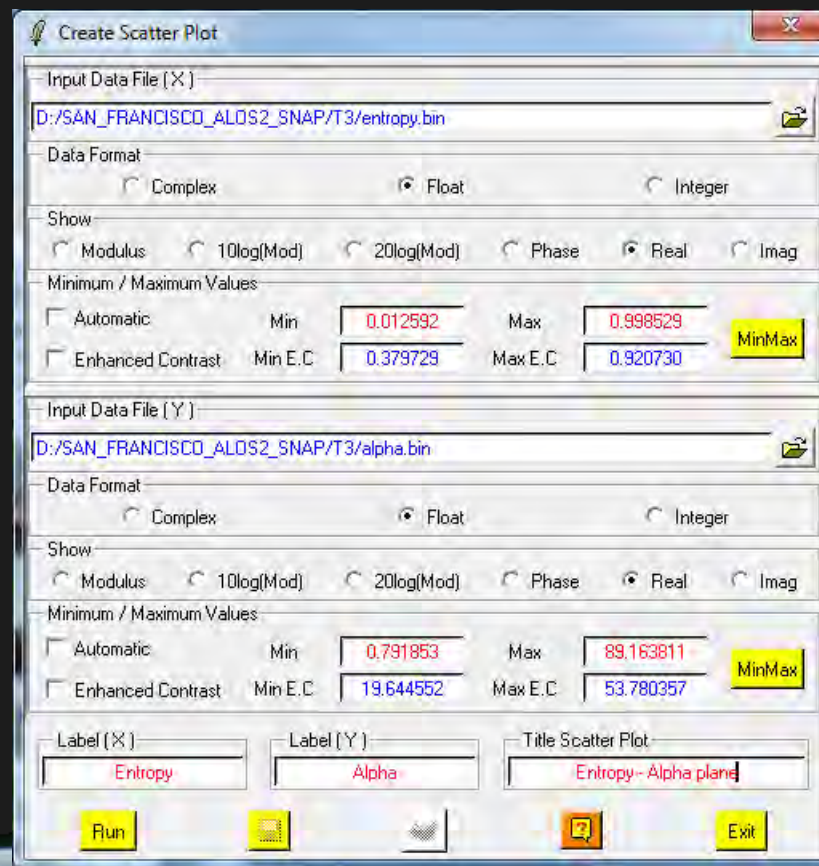 Create Scatter Plot
Input Data File ( X )
D:/SAN_FRANCISCO_ALOS2_SNAP/T3/entropy.bin
Data Format
Complex Float Integer
Show
Modulus 10log(Mod) 20log(Mod) Phase Real Imag
Minimum / Maximum Values
Automatic Min 0.012592 Max 0.998529
MinMax
Enhanced Contrast Min E.C 0.379729 Max E.C 0.920730
Input Data File ( Y )
D:/SAN_FRANCISCO_ALOS2_SNAP/T3/alpha.bin
Data Format
Complex Float Integer
Show
Modulus 10log(Mod) 20log(Mod) Phase Real Imag
Minimum / Maximum Values
Automatic Min 0.791853 Max 89.163811
MinMax
Enhanced Contrast Min E.C 19.644552 Max E.C 53.780357
Label ( X ) Label ( Y ) Title Scatter Plot
Entropy Alpha Entropy - Alpha plane
Run ? Exit